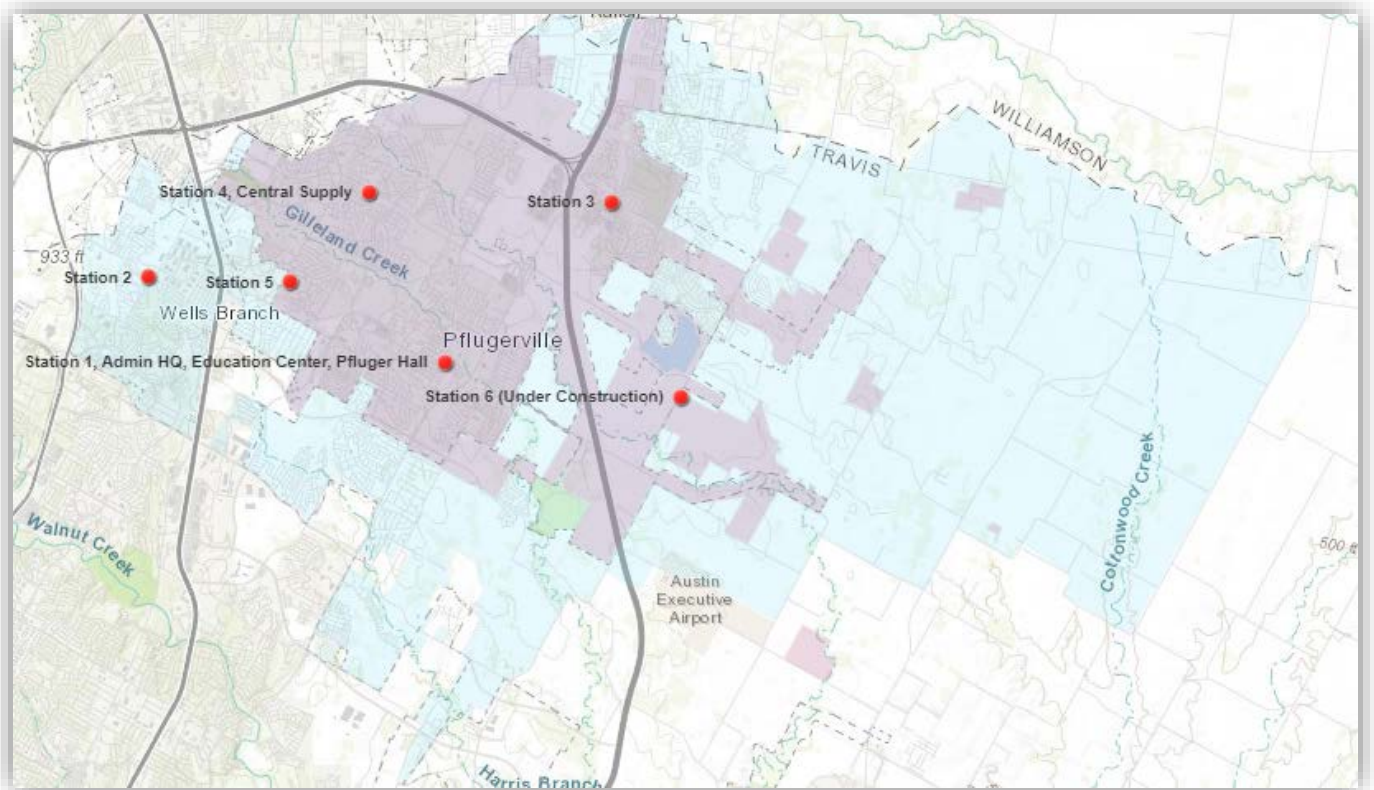 WILLIAMSON
TRAVIS
Station 4, Central Supply
Station 3
Gilleland Creek
933 ft
Station 2
Station 5
Wells Branch
Pflugerville
Station 1, Admin HQ, Education Center, Pfluger Hall
Station 6 (Under Construction)
Cottonwood Creek
Walnut Creek
500 ft
Austin
Executive
Airport
Harris Branch